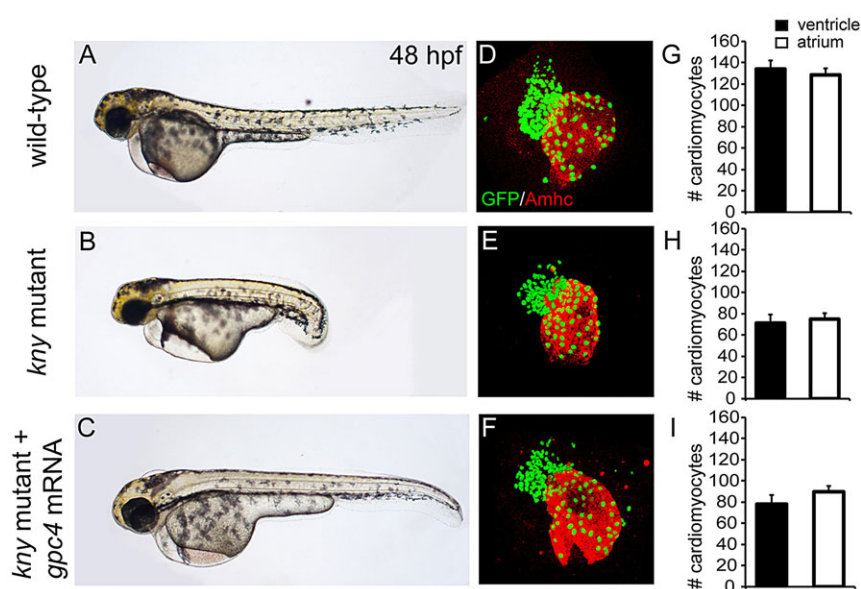 ventricle
atrium
wild-type
A
48 hpf
D
GFP/Amhc
G
# cardiomyocytes
160
140
120
100
80
60
40
20
0
kny mutant
B
E
H
# cardiomyocytes
160
140
120
100
80
60
40
20
0
kny mutant +
gpc4 mRNA
C
F
I
# cardiomyocytes
160
140
120
100
80
60
40
20
0